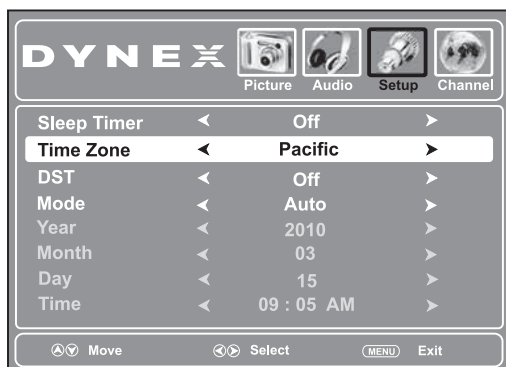 DYNEX
Picture Audio Setup Channel
Sleep Timer Off
Time Zone Pacific
DST Off
Mode Auto
Year 2010
Month 03
Day 15
Time 09 : 05 AM
Move Select MENU Exit